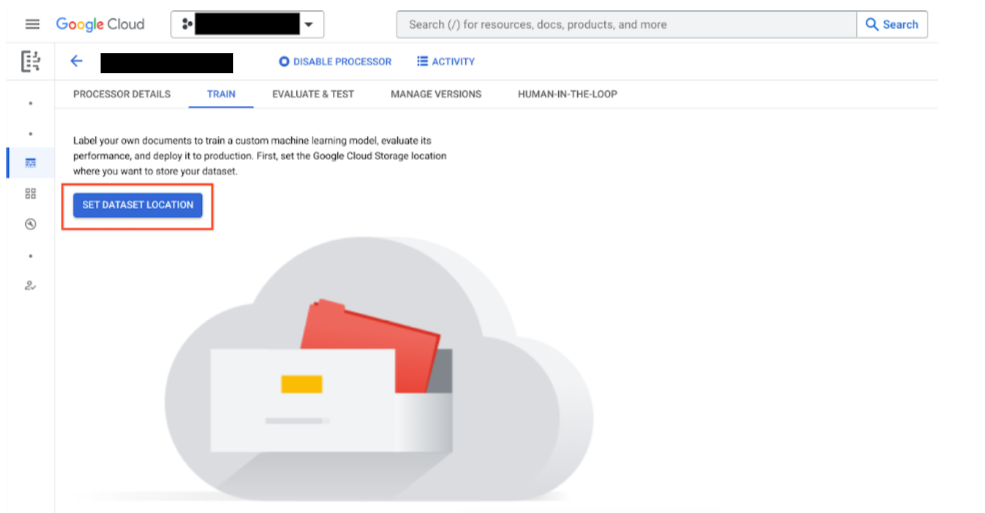 Google Cloud
Search (/) for resources, docs, products, and more
Search
DISABLE PROCESSOR
ACTIVITY
PROCESSOR DETAILS
TRAIN
EVALUATE & TEST
MANAGE VERSIONS
HUMAN-IN-THE-LOOP
Label your own documents to train a custom machine learning model, evaluate its
performance, and deploy it to production. First, set the Google Cloud Storage location
where you want to store your dataset.
SET DATASET LOCATION